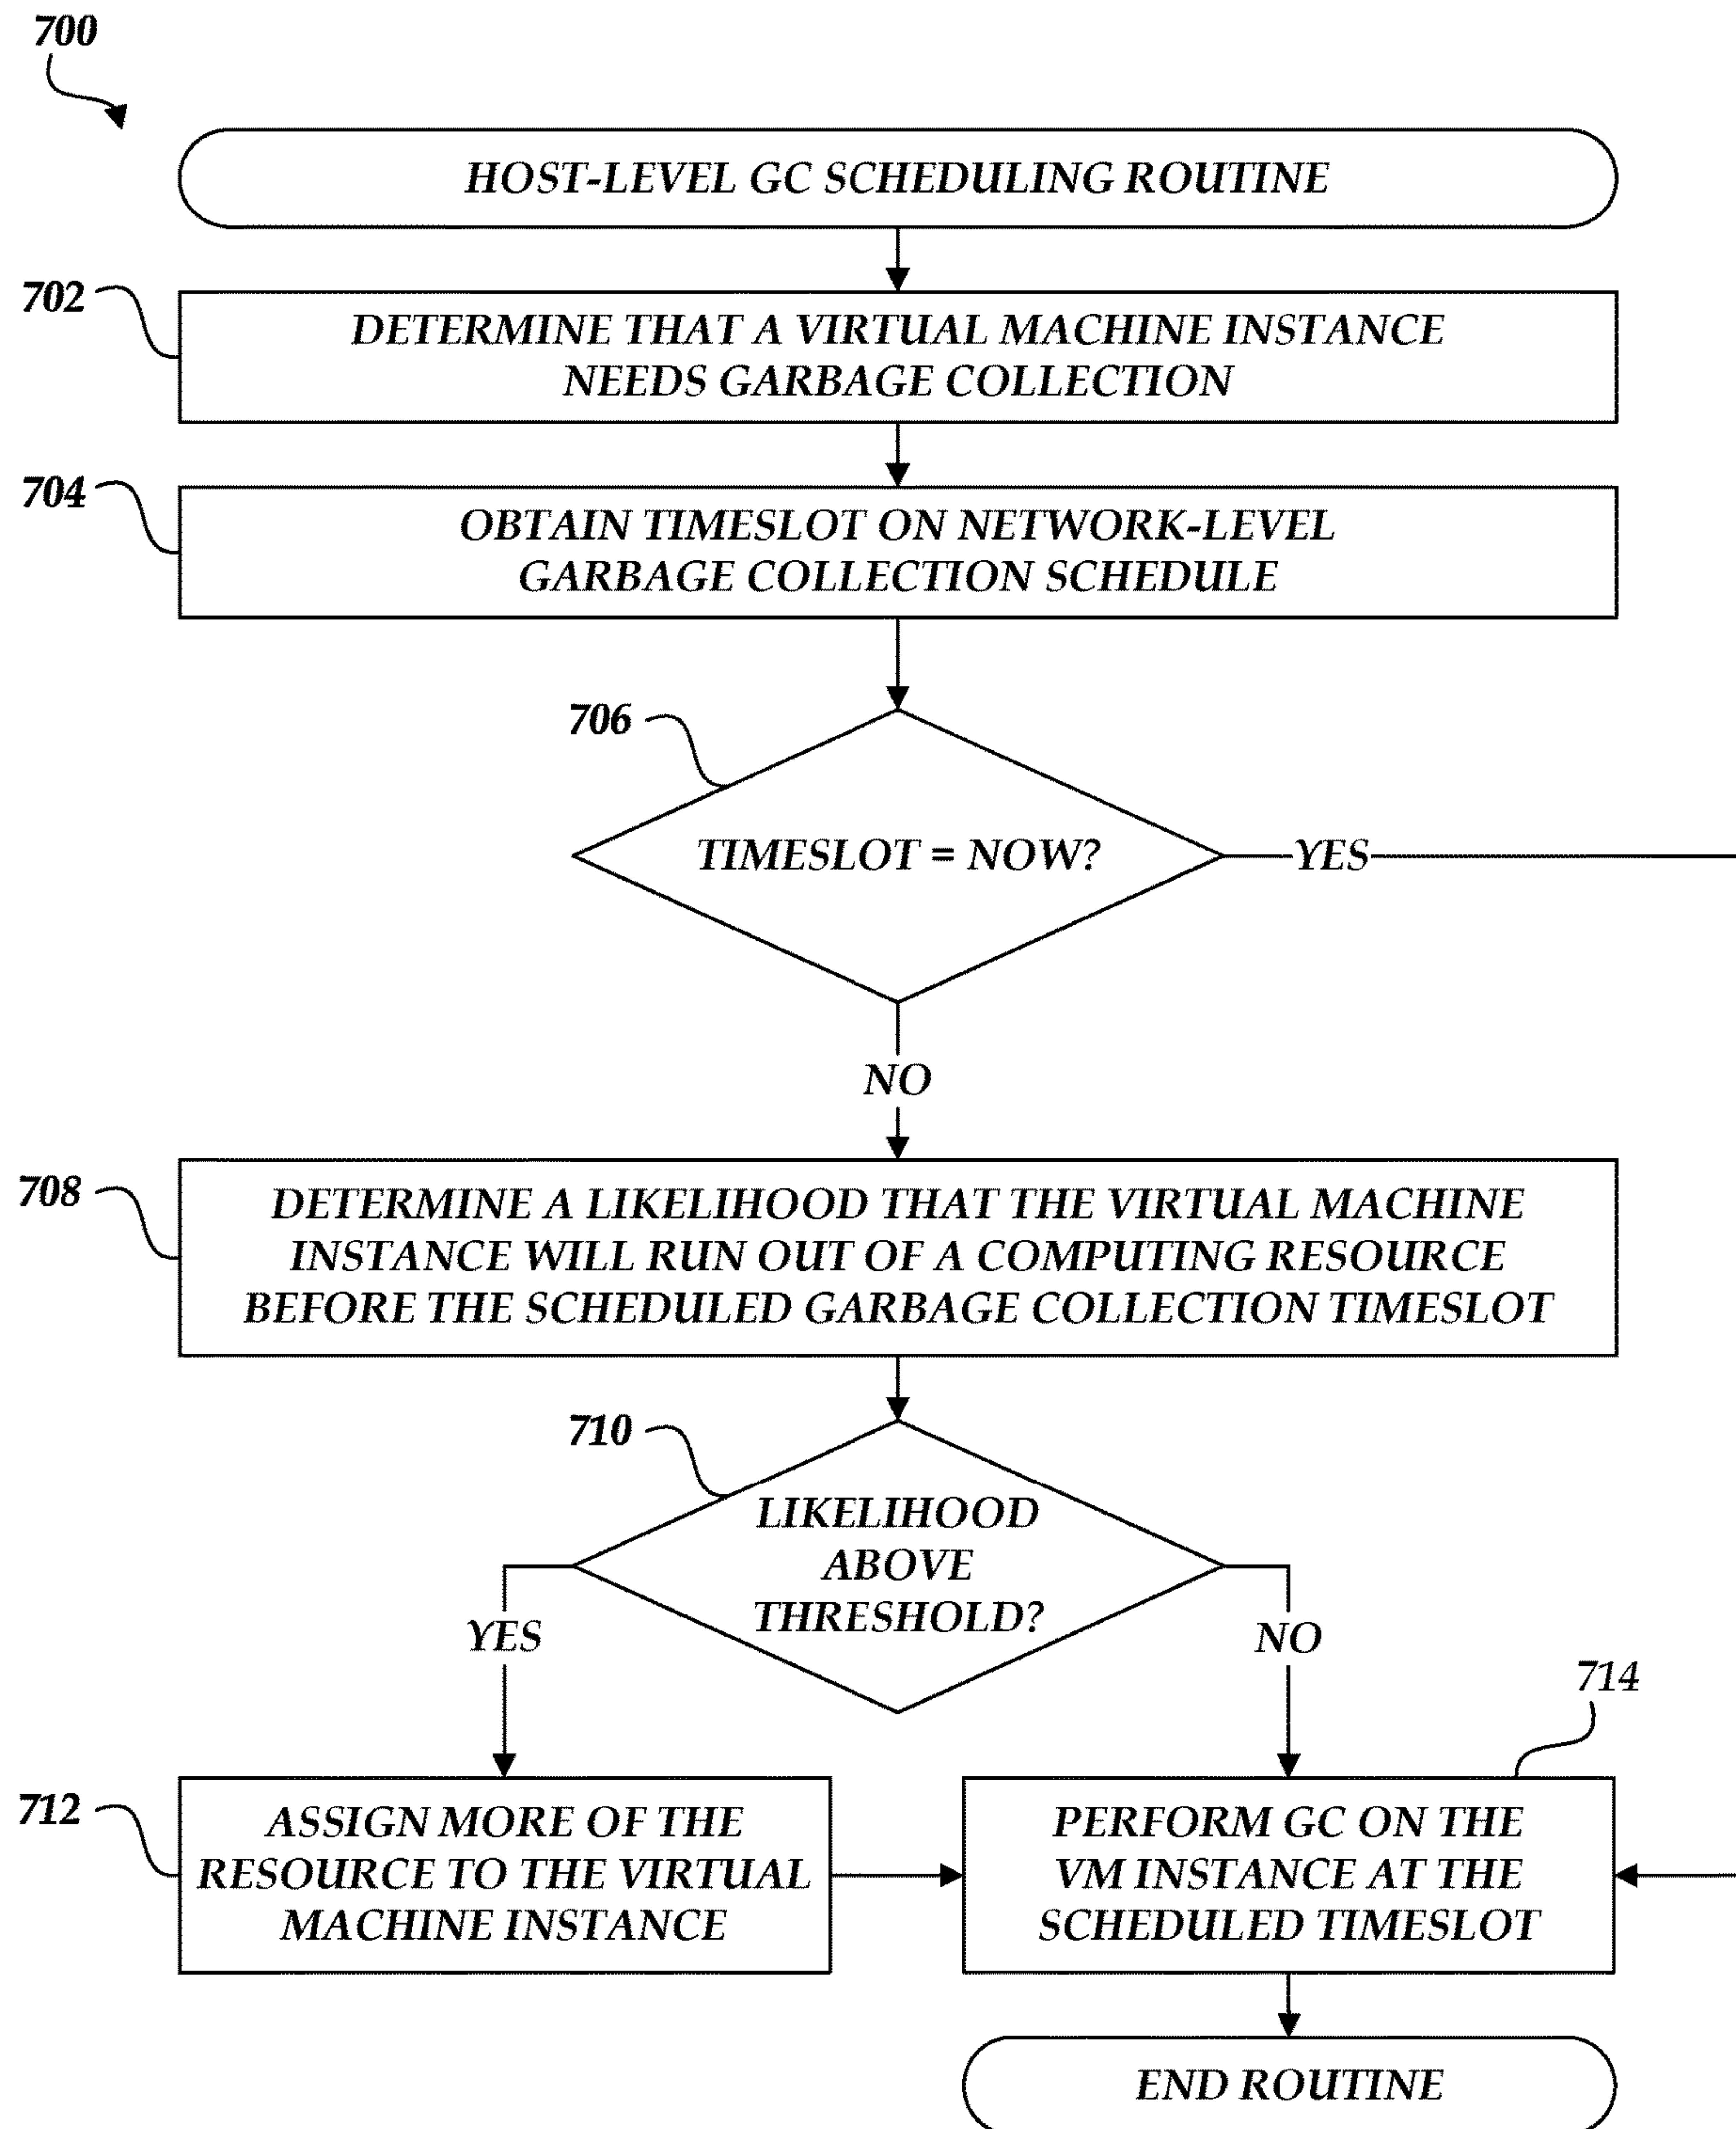 700
HOST-LEVEL GC SCHEDULING ROUTINE
702
DETERMINE THAT A VIRTUAL MACHINE INSTANCE
NEEDS GARBAGE COLLECTION
704
OBTAIN TIMESLOT ON NETWORK-LEVEL
GARBAGE COLLECTION SCHEDULE
706
TIMESLOT = NOW?
YES
NO
708
DETERMINE A LIKELIHOOD THAT THE VIRTUAL MACHINE
INSTANCE WILL RUN OUT OF A COMPUTING RESOURCE
BEFORE THE SCHEDULED GARBAGE COLLECTION TIMESLOT
710
LIKELIHOOD
ABOVE
THRESHOLD?
YES
NO
712
ASSIGN MORE OF THE
RESOURCE TO THE VIRTUAL
MACHINE INSTANCE
714
PERFORM GC ON THE
VM INSTANCE AT THE
SCHEDULED TIMESLOT
END ROUTINE